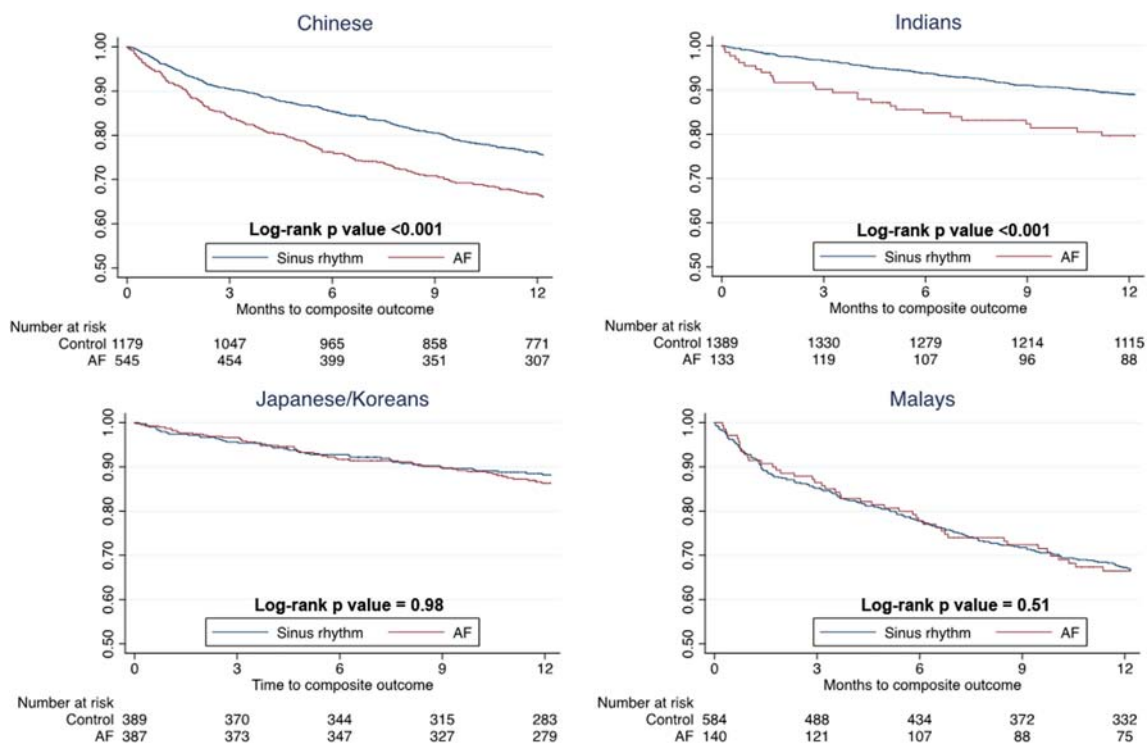 Chinese
1.00
0.90
0.80
0.70
0.60
0.50
Log-rank p value <0.001
Sinus rhythm AF
0 3 6 9 12
Months to composite outcome
Number at risk
Control 1179 1047 965 858 771
AF 545 454 399 351 307
Indians
1.00
0.90
0.80
0.70
0.60
0.50
Log-rank p value <0.001
Sinus rhythm AF
0 3 6 9 12
Months to composite outcome
Number at risk
Control 1389 1330 1279 1214 1115
AF 133 119 107 96 88
Japanese/Koreans
1.00
0.90
0.80
0.70
0.60
0.50
Log-rank p value = 0.98
Sinus rhythm AF
0 3 6 9 12
Time to composite outcome
Number at risk
Control 389 370 344 315 283
AF 387 373 347 327 279
Malays
1.00
0.90
0.80
0.70
0.60
0.50
Log-rank p value = 0.51
Sinus rhythm AF
0 3 6 9 12
Months to composite outcome
Number at risk
Control 584 488 434 372 332
AF 140 121 107 88 75